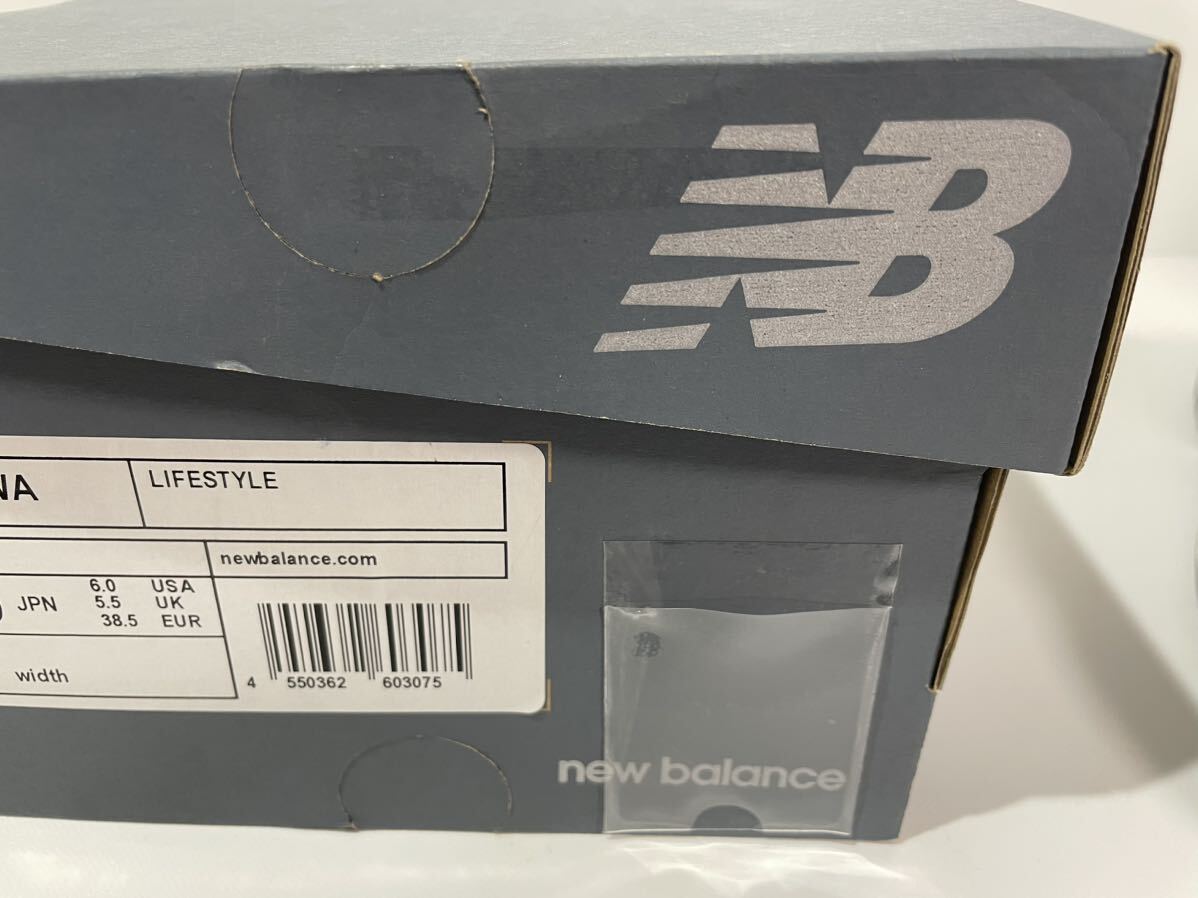 NB
LIFESTYLE
newbalance.com
JPN
6.0 USA
5.5 UK
38.5 EUR
width
4 550362 603075
new balance